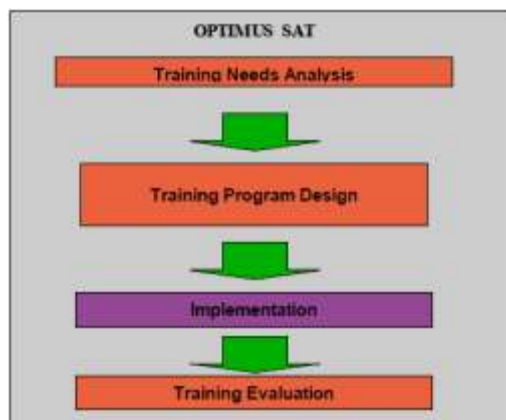 OPTIMUS SAT
Training Needs Analysis
Training Program Design
Implementation
Training Evaluation